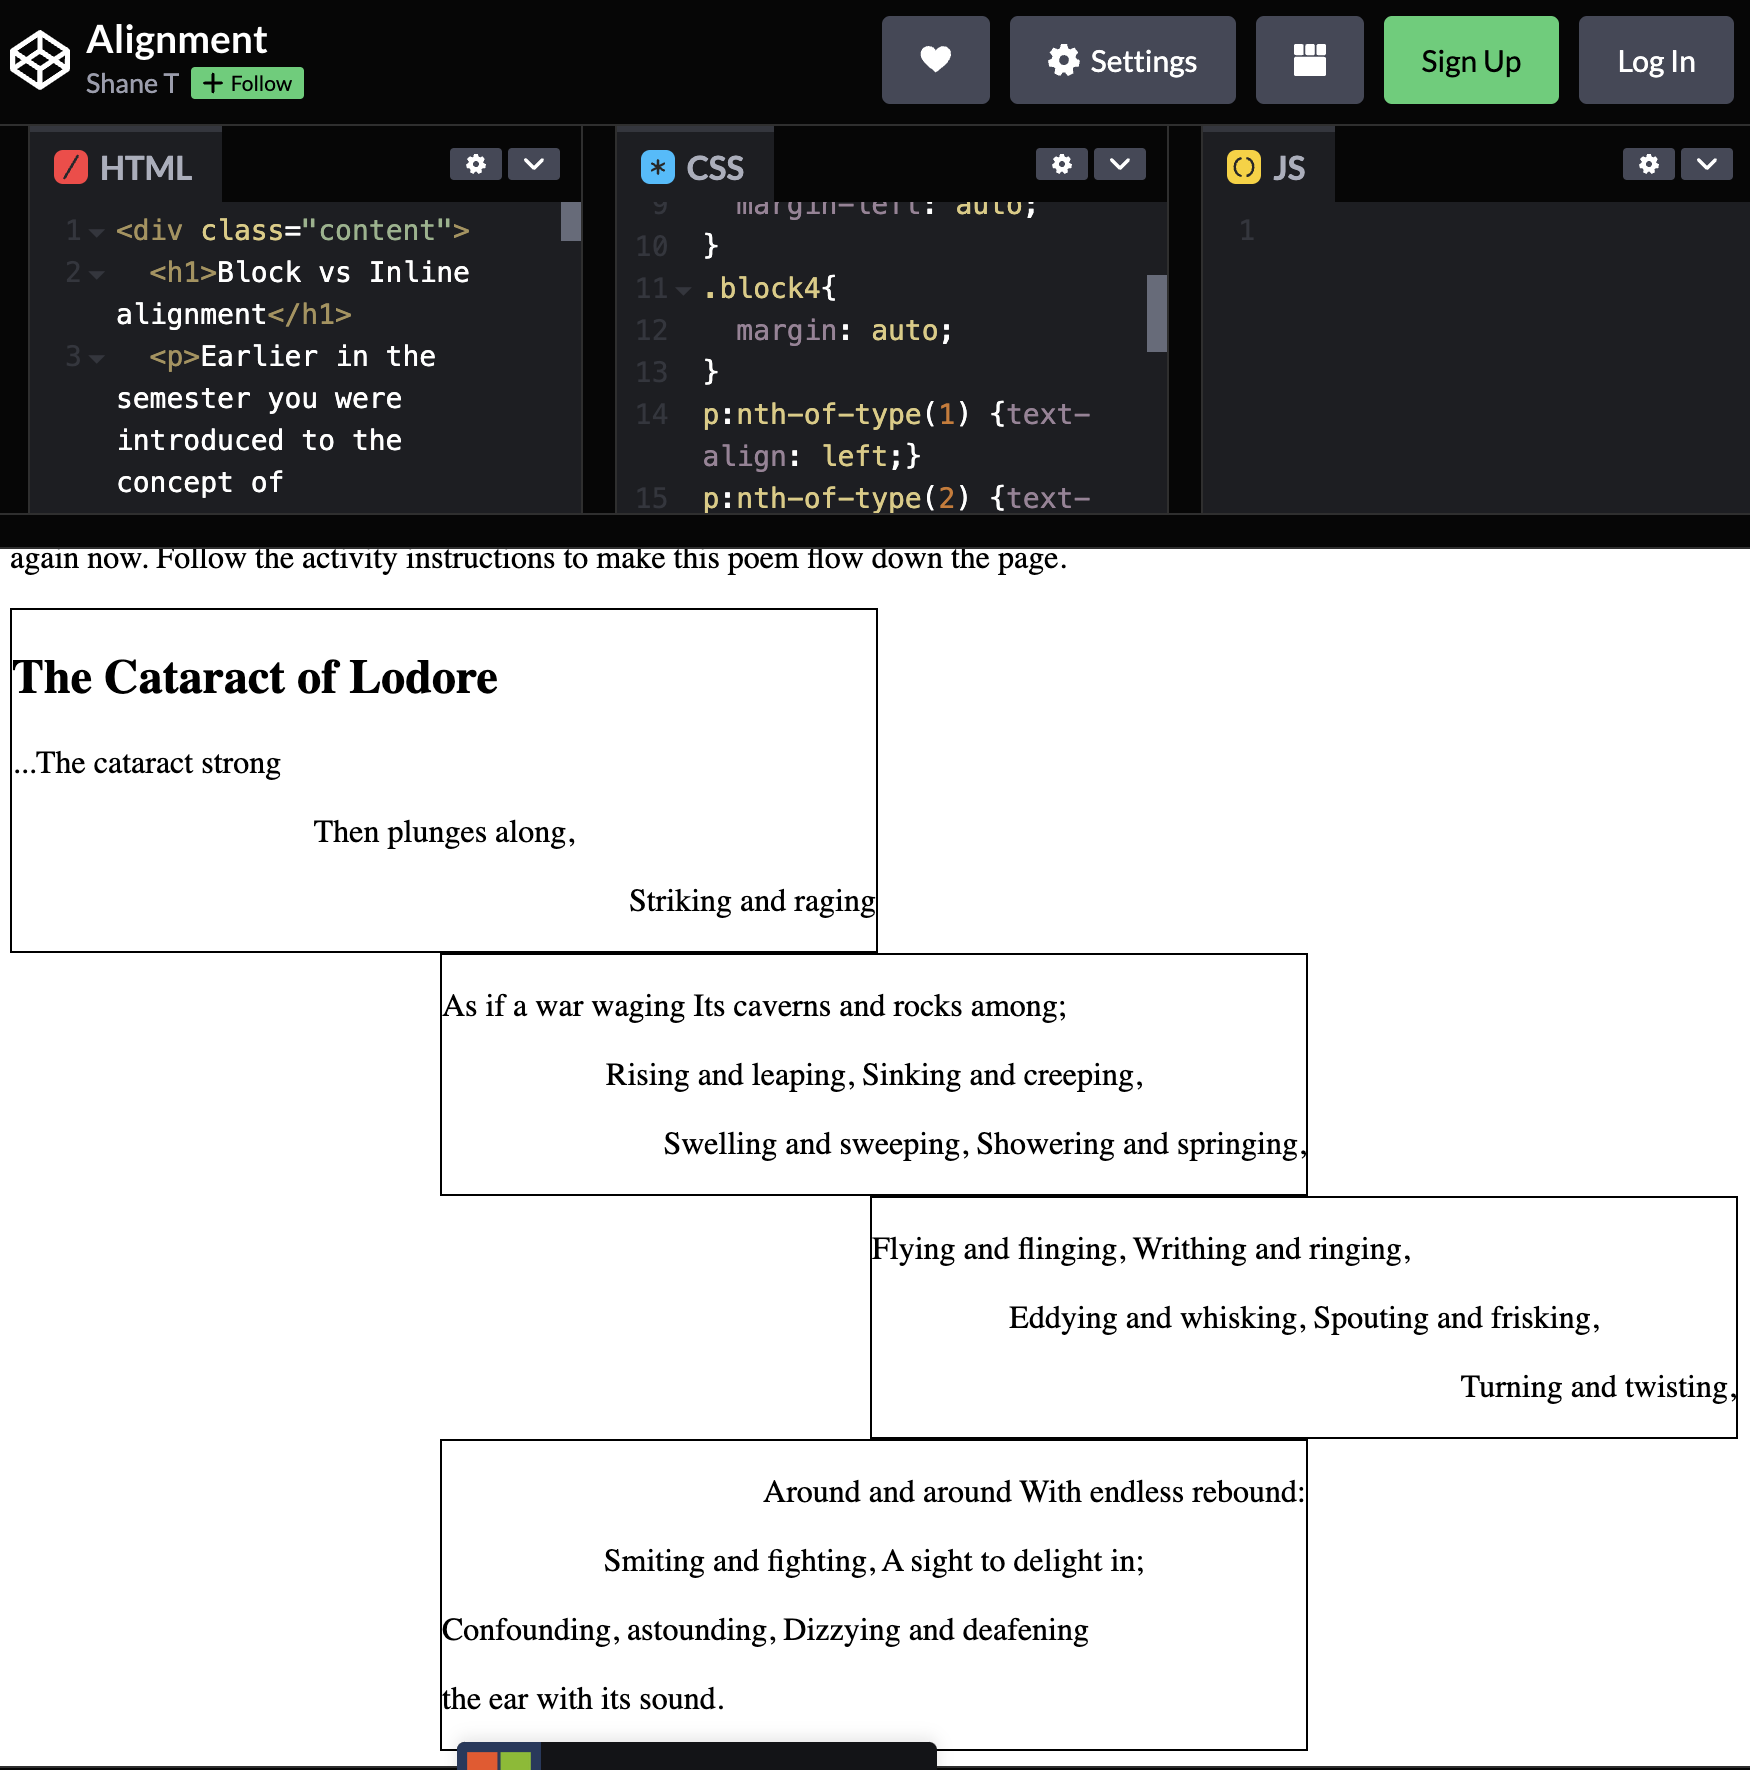 Alignment
Shane T
+ Follow
Settings
Sign Up
Log In
HTML
CSS
JS
1 <div class="content">
2 <h1>Block vs Inline
alignment</h1>
3 <p>Earlier in the
semester you were
introduced to the
concept of
9 margin-left: auto;
10 }
11 .block4{
12 margin: auto;
13 }
14 p:nth-of-type(1) {text-
align: left;}
15 p:nth-of-type(2) {text-
1
again now. Follow the activity instructions to make this poem flow down the page.
The Cataract of Lodore
...The cataract strong
Then plunges along,
Striking and raging
As if a war waging Its caverns and rocks among;
Rising and leaping, Sinking and creeping,
Swelling and sweeping, Showering and springing,
Flying and flinging, Writhing and ringing,
Eddying and whisking, Spouting and frisking,
Turning and twisting,
Around and around With endless rebound:
Smiting and fighting, A sight to delight in;
Confounding, astounding, Dizzying and deafening
the ear with its sound.